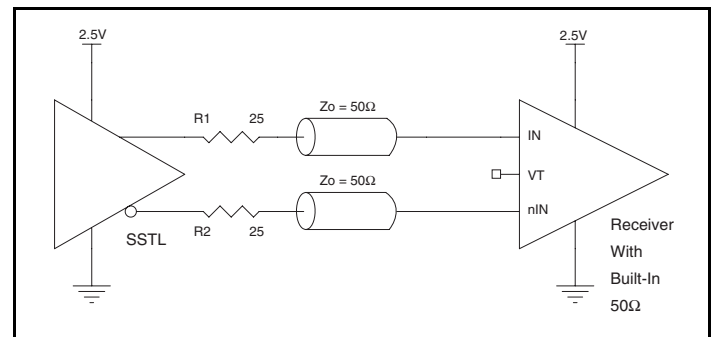 2.5V
2.5V
R1 25
Zo = 50Ω
IN
VT
Zo = 50Ω
nIN
R2 25
SSTL
Receiver
With
Built-In
50Ω